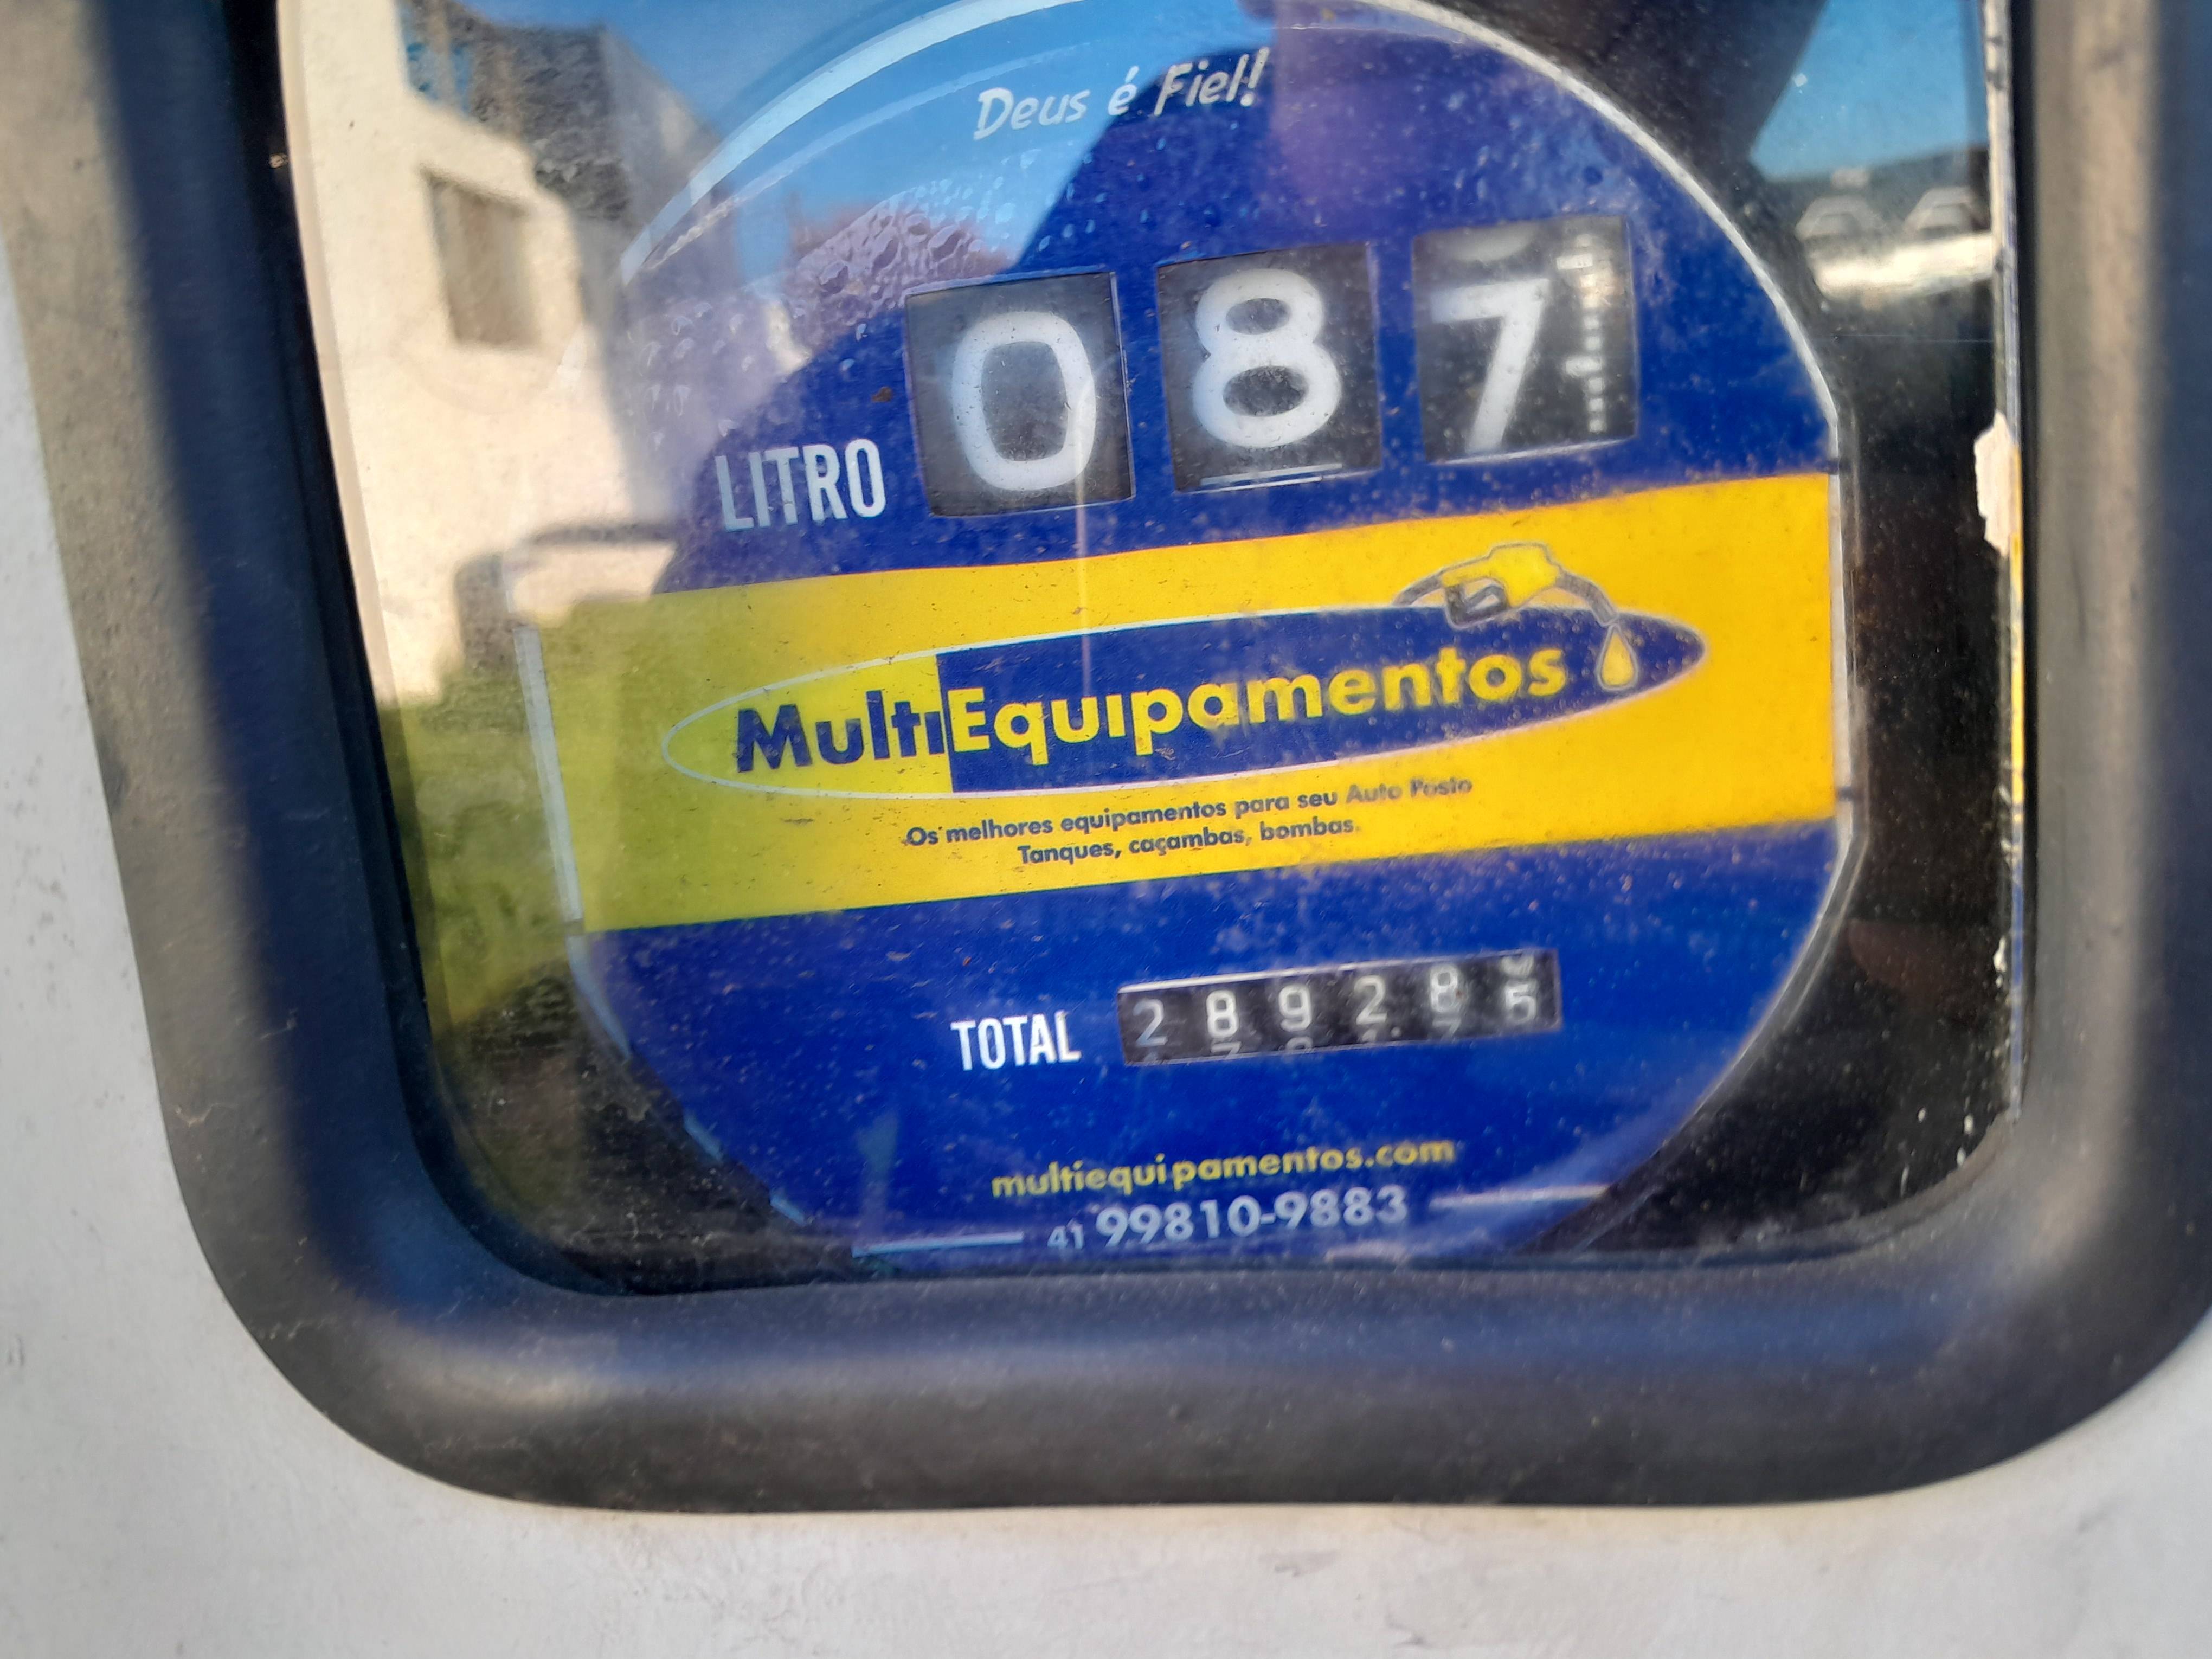 Deus é Fiel!
LITRO 087
MultiEquipamentos
Os melhores equipamentos para seu Auto Posto
Tanques, caçambas, bombas.
TOTAL 289285
multiequipamentos.com
41 99810-9883